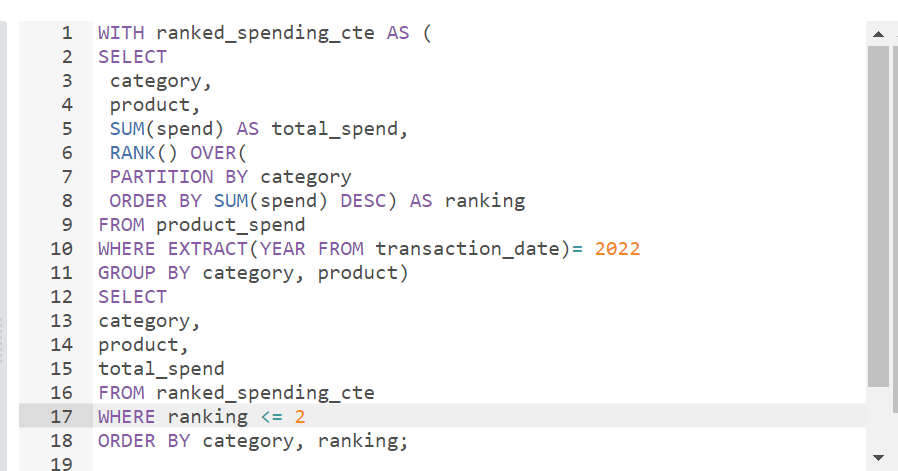 1 WITH ranked_spending_cte AS (
2 SELECT
3 category,
4 product,
5 SUM(spend) AS total_spend,
6 RANK() OVER(
7 PARTITION BY category
8 ORDER BY SUM(spend) DESC) AS ranking
9 FROM product_spend
10 WHERE EXTRACT(YEAR FROM transaction_date)= 2022
11 GROUP BY category, product)
12 SELECT
13 category,
14 product,
15 total_spend
16 FROM ranked_spending_cte
17 WHERE ranking <= 2
18 ORDER BY category, ranking;
19